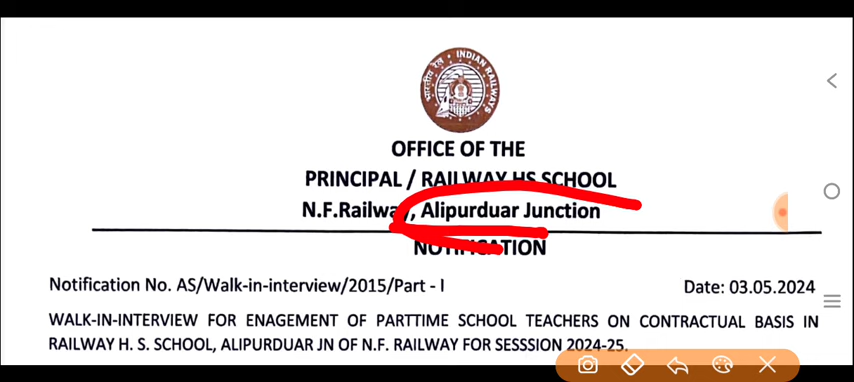 भारतीय रेल INDIAN RAILWAYS
OFFICE OF THE
PRINCIPAL / RAILWAY HS SCHOOL
N.F.Railway, Alipurduar Junction
NOTIFICATION
Notification No. AS/Walk-in-interview/2015/Part - I Date: 03.05.2024
WALK-IN-INTERVIEW FOR ENAGEMENT OF PARTTIME SCHOOL TEACHERS ON CONTRACTUAL BASIS IN
RAILWAY H. S. SCHOOL, ALIPURDUAR JN OF N.F. RAILWAY FOR SESSSION 2024-25.